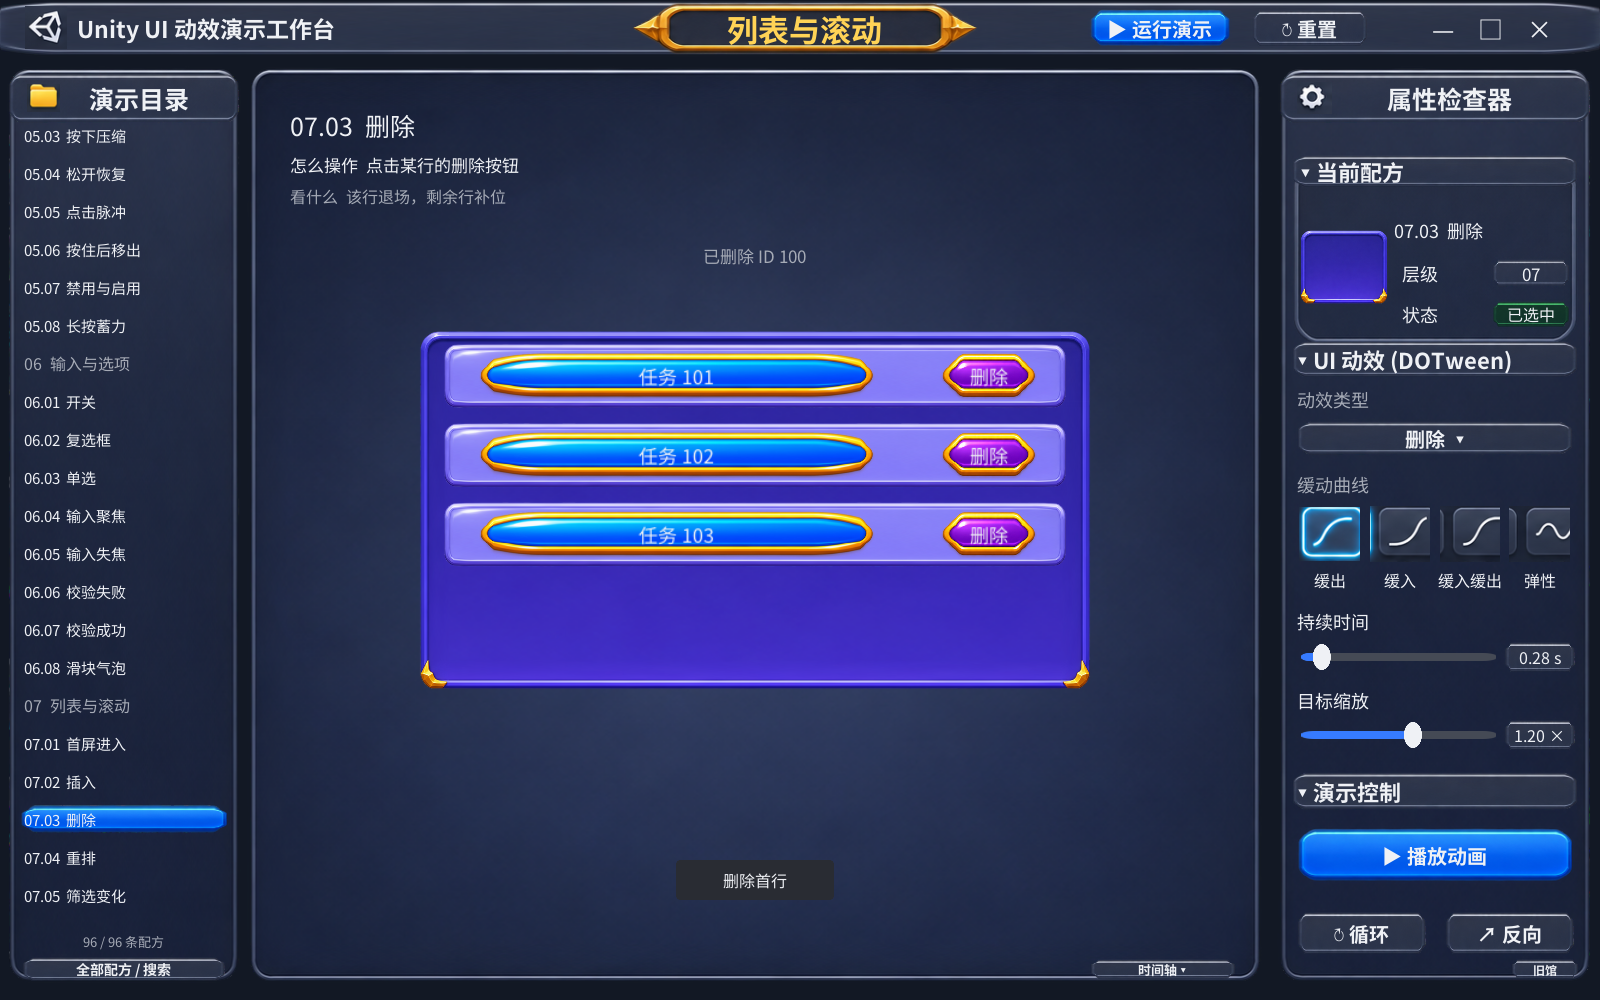 Unity UI 动效演示工作台
列表与滚动
▶ 运行演示
重置
演示目录
05.03 按下压缩
05.04 松开恢复
05.05 点击脉冲
05.06 按住后移出
05.07 禁用与启用
05.08 长按蓄力
06 输入与选项
06.01 开关
06.02 复选框
06.03 单选
06.04 输入聚焦
06.05 输入失焦
06.06 校验失败
06.07 校验成功
06.08 滑块气泡
07 列表与滚动
07.01 首屏进入
07.02 插入
07.03 删除
07.04 重排
07.05 筛选变化
96 / 96 条配方
全部配方 / 搜索
07.03 删除
怎么操作 点击某行的删除按钮
看什么 该行退场，剩余行补位
已删除 ID 100
任务 101
删除
任务 102
删除
任务 103
删除
删除首行
时间轴 ▾
属性检查器
▾ 当前配方
07.03 删除
层级
07
状态
已选中
▾ UI 动效 (DOTween)
动效类型
删除 ▾
缓动曲线
缓出
缓入
缓入缓出
弹性
持续时间
0.28 s
目标缩放
1.20 ×
▾ 演示控制
▶ 播放动画
循环
↗ 反向
旧馆